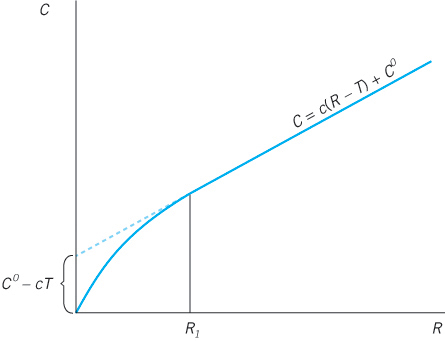 C
C = c(R – T) + C⁰
C⁰ – cT
R₁
R